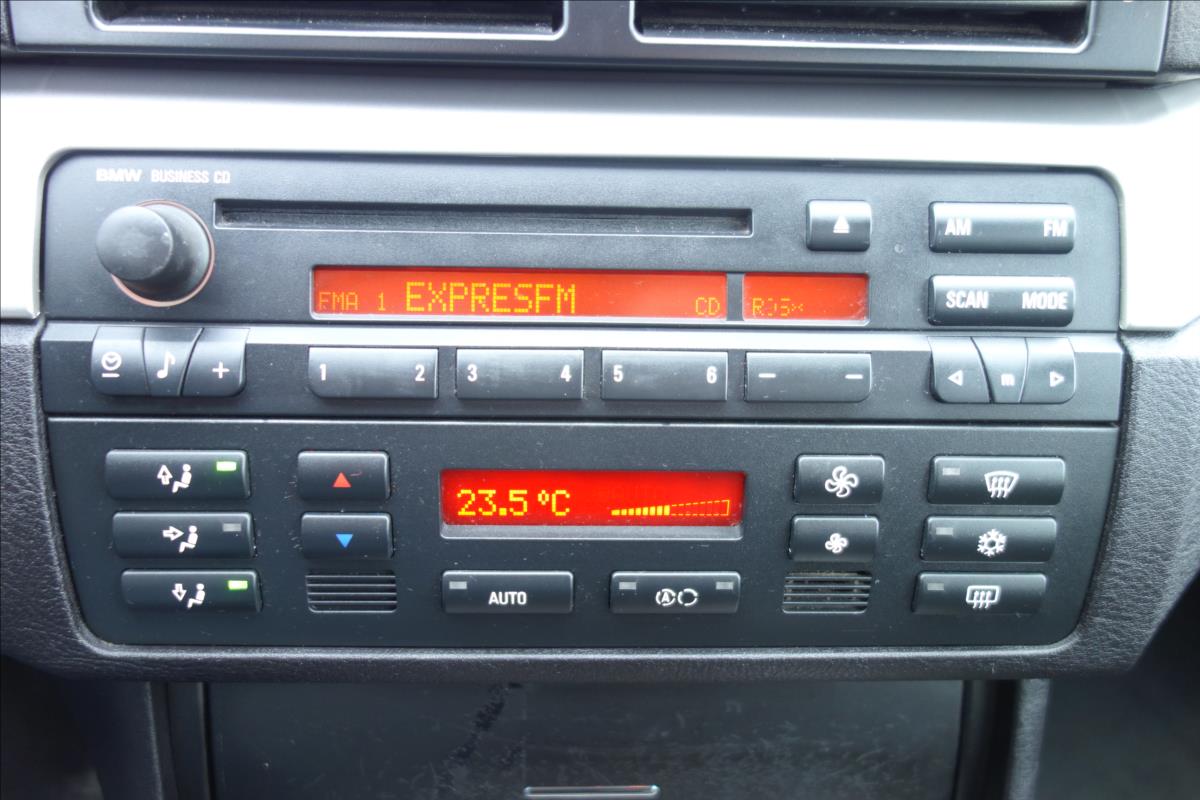 BMW BUSINESS CD
AM FM
FMA 1 EXPRESFM CD
SCAN MODE
+ 1 2 3 4 5 6 — — m
23.5 ºC
AUTO
A